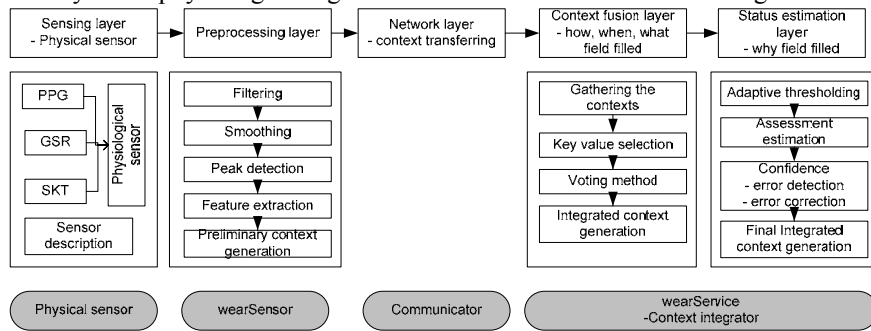 Sensing layer
- Physical sensor
Preprocessing layer
Network layer
- context transferring
Context fusion layer
- how, when, what
field filled
Status estimation
layer
- why field filled
PPG
GSR
SKT
Physiological
sensor
Sensor
description
Filtering
Smoothing
Peak detection
Feature extraction
Preliminary context
generation
Gathering the
contexts
Key value selection
Voting method
Integrated context
generation
Adaptive thresholding
Assessment
estimation
Confidence
- error detection
- error correction
Final Integrated
context generation
Physical sensor
wearSensor
Communicator
wearService
-Context integrator